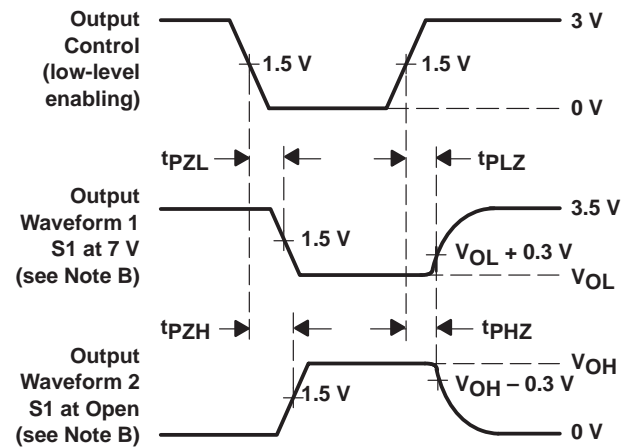 Output
Control
(low-level
enabling)
3 V
1.5 V
1.5 V
0 V
tPZL
tPLZ
Output
Waveform 1
S1 at 7 V
(see Note B)
3.5 V
1.5 V
VOL + 0.3 V
VOL
tPZH
tPHZ
Output
Waveform 2
S1 at Open
(see Note B)
VOH
1.5 V
VOH – 0.3 V
0 V